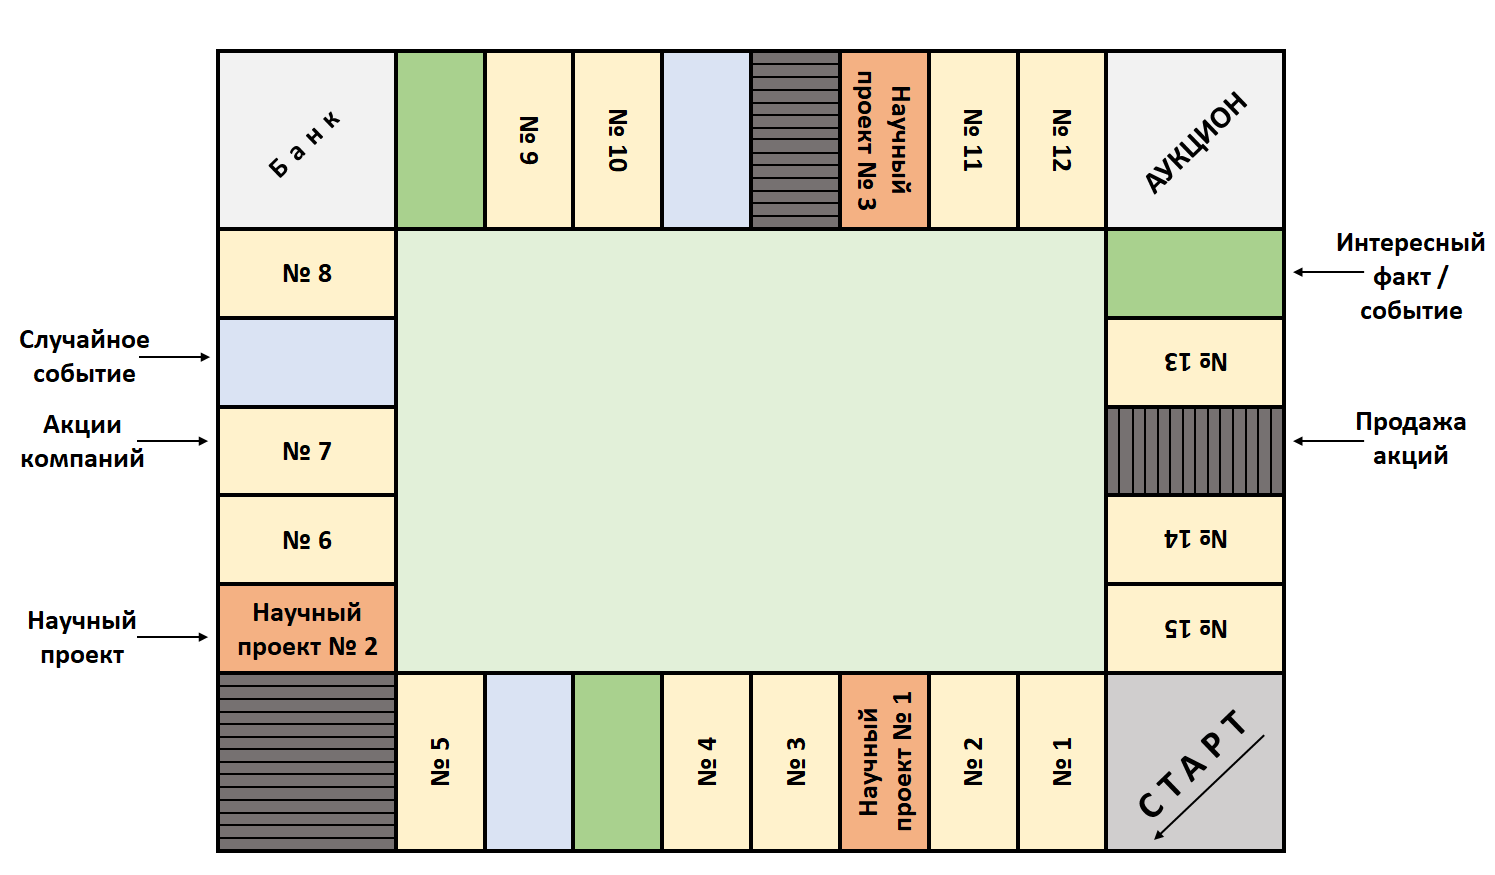 Банк
№ 9
№ 10
Научный
проект № 3
№ 11
№ 12
АУКЦИОН
№ 8
Интересный
факт /
событие
Случайное
событие
№ 13
Акции
компаний
№ 7
Продажа
акций
№ 6
№ 14
Научный
проект
Научный
проект № 2
№ 15
№ 5
№ 4
№ 3
Научный
проект № 1
№ 2
№ 1
СТАРТ